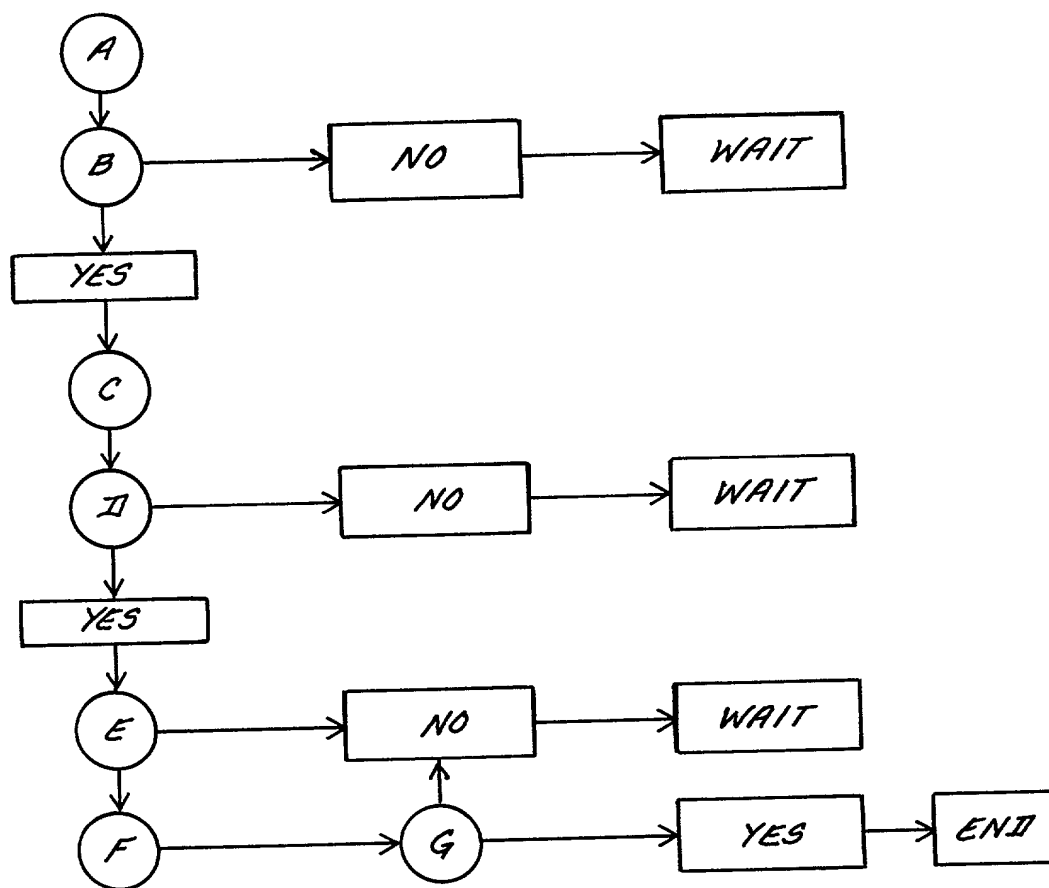 A
B
NO
WAIT
YES
C
D
NO
WAIT
YES
E
NO
WAIT
F
G
YES
END